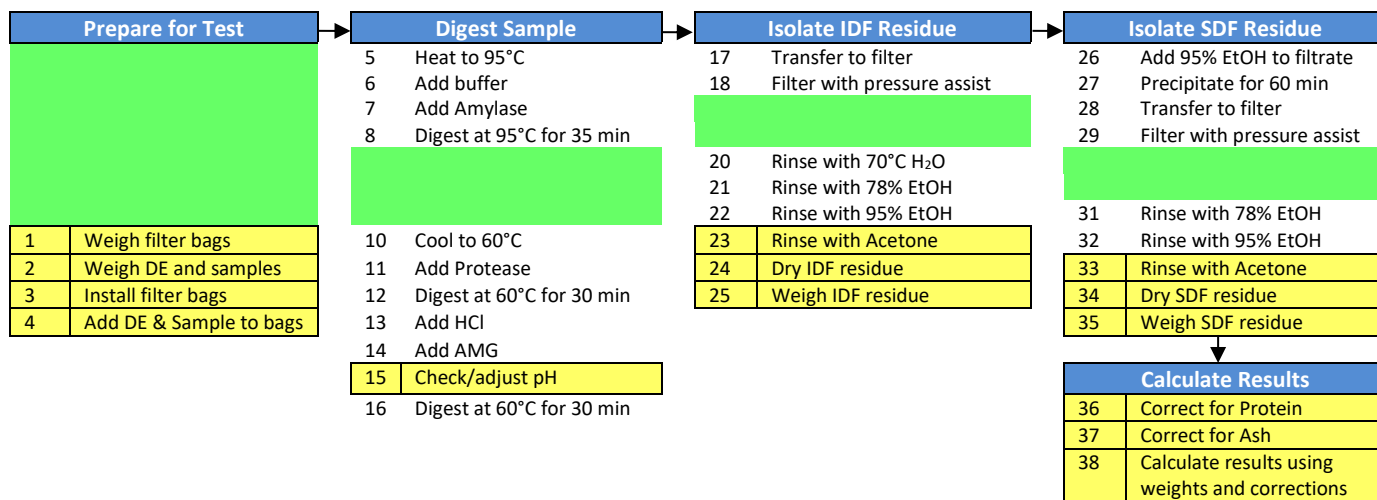 Prepare for Test
1 Weigh filter bags
2 Weigh DE and samples
3 Install filter bags
4 Add DE & Sample to bags
Digest Sample
5 Heat to 95°C
6 Add buffer
7 Add Amylase
8 Digest at 95°C for 35 min
10 Cool to 60°C
11 Add Protease
12 Digest at 60°C for 30 min
13 Add HCl
14 Add AMG
15 Check/adjust pH
16 Digest at 60°C for 30 min
Isolate IDF Residue
17 Transfer to filter
18 Filter with pressure assist
20 Rinse with 70°C H₂O
21 Rinse with 78% EtOH
22 Rinse with 95% EtOH
23 Rinse with Acetone
24 Dry IDF residue
25 Weigh IDF residue
Isolate SDF Residue
26 Add 95% EtOH to filtrate
27 Precipitate for 60 min
28 Transfer to filter
29 Filter with pressure assist
31 Rinse with 78% EtOH
32 Rinse with 95% EtOH
33 Rinse with Acetone
34 Dry SDF residue
35 Weigh SDF residue
Calculate Results
36 Correct for Protein
37 Correct for Ash
38 Calculate results using
weights and corrections